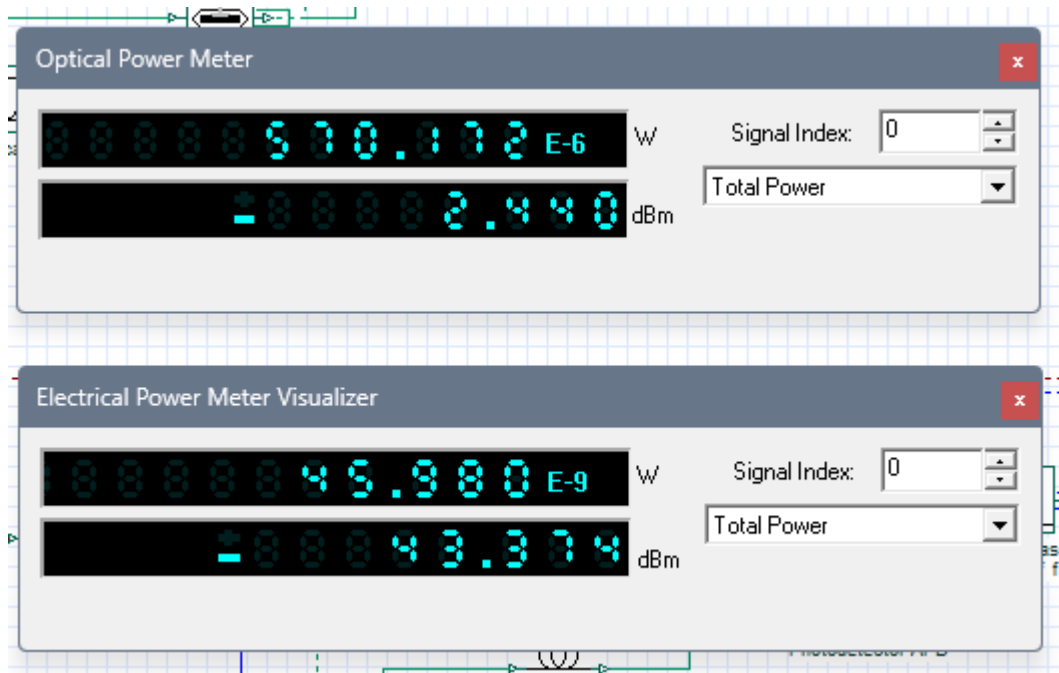 Optical Power Meter
x
570.172 E-6 W
Signal Index: 0
- 2.440 dBm
Total Power
Electrical Power Meter Visualizer
x
45.980 E-9 W
Signal Index: 0
- 43.374 dBm
Total Power